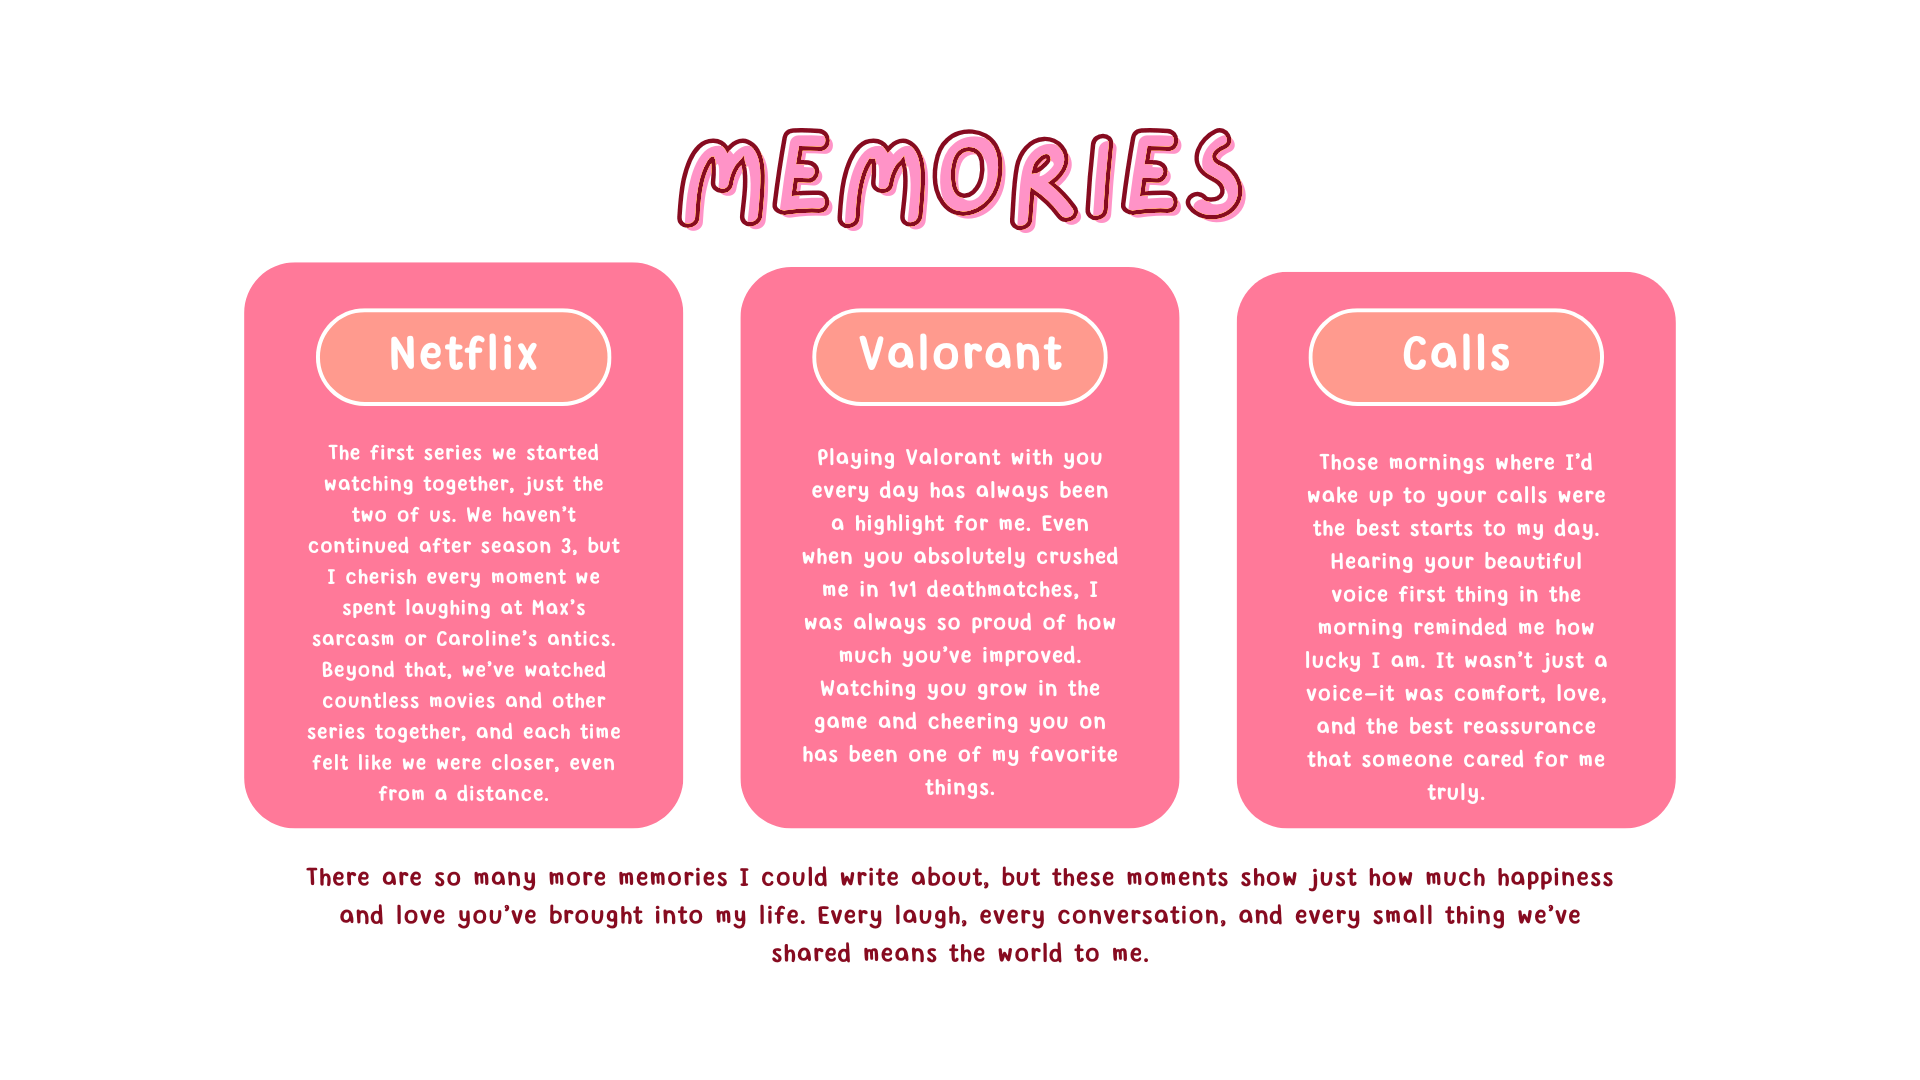 MEMORIES
Netflix
The first series we started
watching together, just the
two of us. We haven't
continued after season 3, but
I cherish every moment we
spent laughing at Max's
sarcasm or Caroline's antics.
Beyond that, we've watched
countless movies and other
series together, and each time
felt like we were closer, even
from a distance.
Valorant
Playing Valorant with you
every day has always been
a highlight for me. Even
when you absolutely crushed
me in 1v1 deathmatches, I
was always so proud of how
much you've improved.
Watching you grow in the
game and cheering you on
has been one of my favorite
things.
Calls
Those mornings where I'd
wake up to your calls were
the best starts to my day.
Hearing your beautiful
voice first thing in the
morning reminded me how
lucky I am. It wasn't just a
voice—it was comfort, love,
and the best reassurance
that someone cared for me
truly.
There are so many more memories I could write about, but these moments show just how much happiness
and love you've brought into my life. Every laugh, every conversation, and every small thing we've
shared means the world to me.